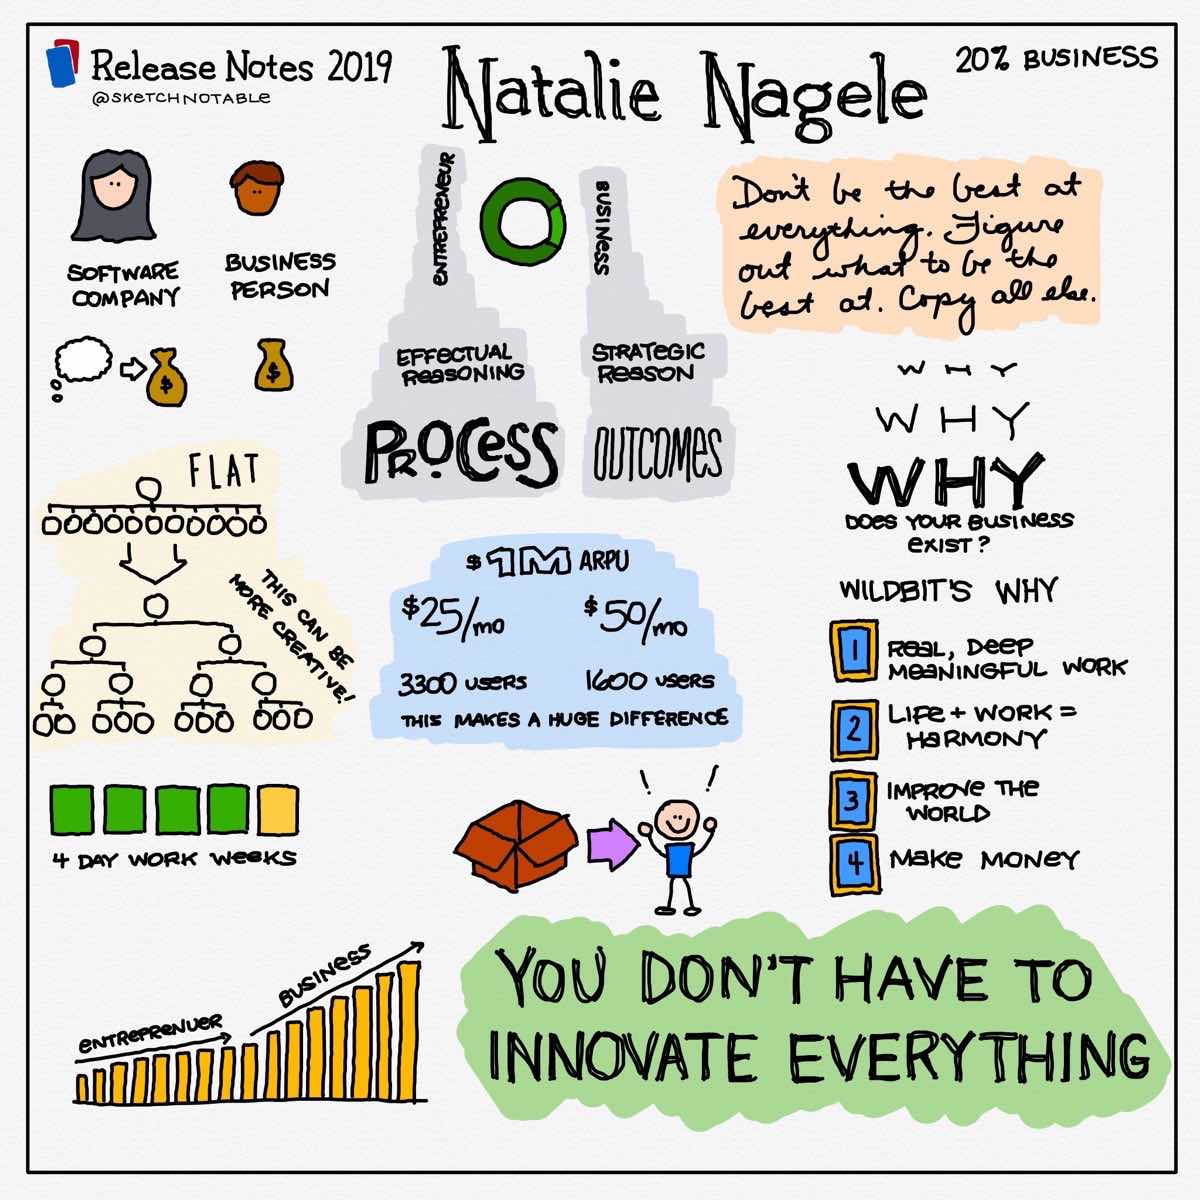 Release Notes 2019
@SKETCHNOTABLE
Natalie Nagele
20% BUSINESS
SOFTWARE
COMPANY
BUSINESS
PERSON
$
$
ENTREPRENEUR
EFFECTUAL
REASONING
PROCESS
BUSINESS
STRATEGIC
REASON
OUTCOMES
Don't be the best at
everything. Figure
out what to be the
best at. Copy all else.
FLAT
THIS CAN BE
MORE CREATIVE!
$1M ARPU
$25/mo
$50/mo
3300 USERS
1600 USERS
THIS MAKES A HUGE DIFFERENCE
WHY
WHY
WHY
DOES YOUR BUSINESS
EXIST?
WILDBIT'S WHY
1 REAL, DEEP
MEANINGFUL WORK
2 LIFE + WORK =
HARMONY
3 IMPROVE THE
WORLD
4 MAKE MONEY
4 DAY WORK WEEKS
ENTREPRENUER
BUSINESS
YOU DON'T HAVE TO
INNOVATE EVERYTHING